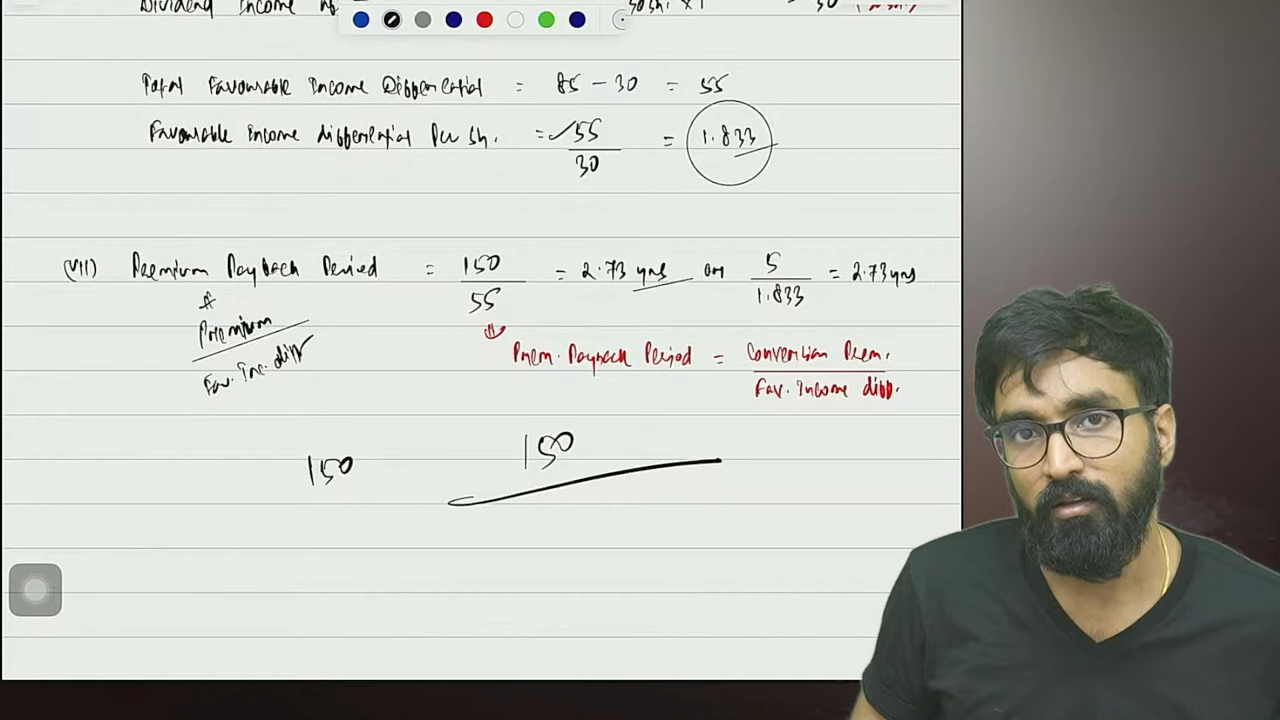 Dividend Income
Total Favourable Income Differential = 85 - 30 = 55
Favourable Income differential Per Sh. = 55 / 30 = 1.833
(VII) Premium Payback Period = 150 / 55 = 2.73 yrs or 5 / 1.833 = 2.73 yrs
Premium / Fav. Inc. diff
Prem. Payback Period = Conversion Prem. / Fav. Income diff.
150
150